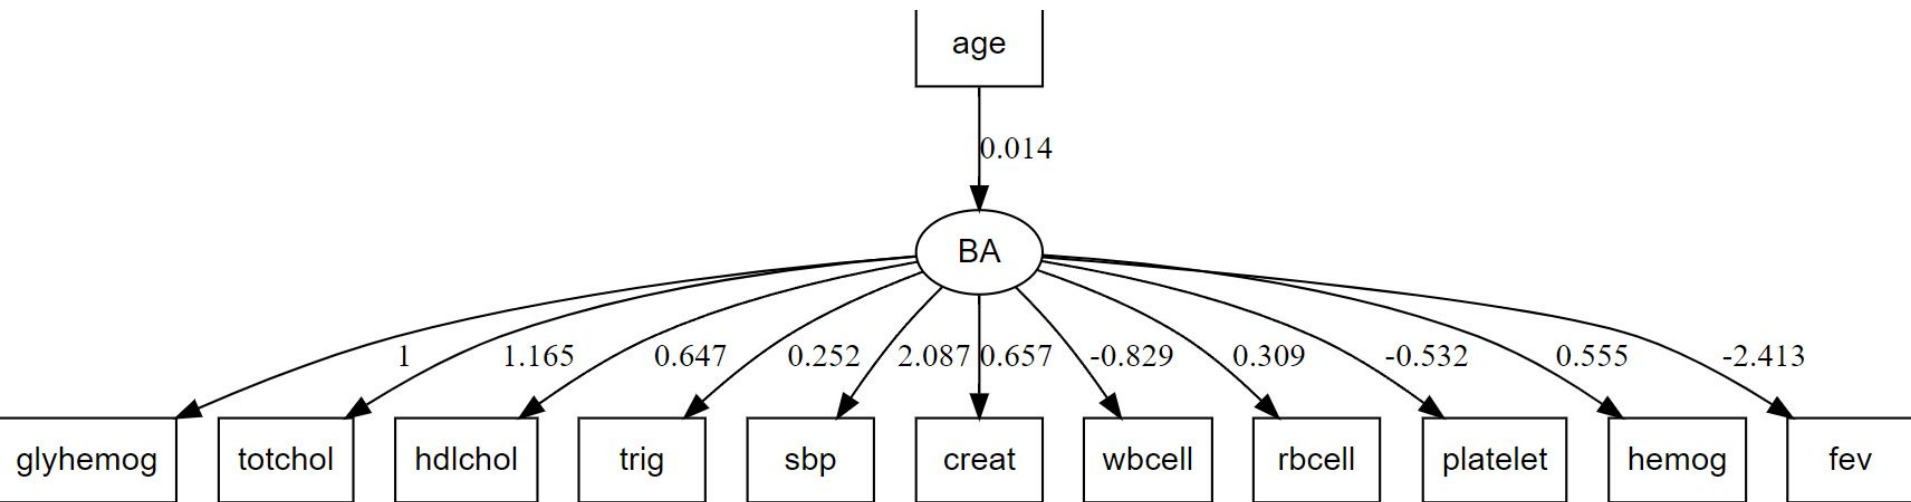 age
0.014
BA
1 1.165 0.647 0.252 2.087 0.657 -0.829 0.309 -0.532 0.555 -2.413
glyhemog totchol hdlchol trig sbp creat wbcell rbcell platelet hemog fev